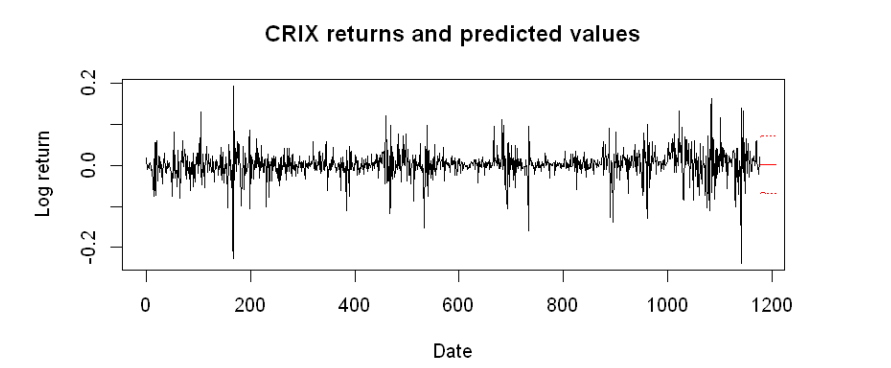 CRIX returns and predicted values
0.2
0.0
-0.2
Log return
0 200 400 600 800 1000 1200
Date